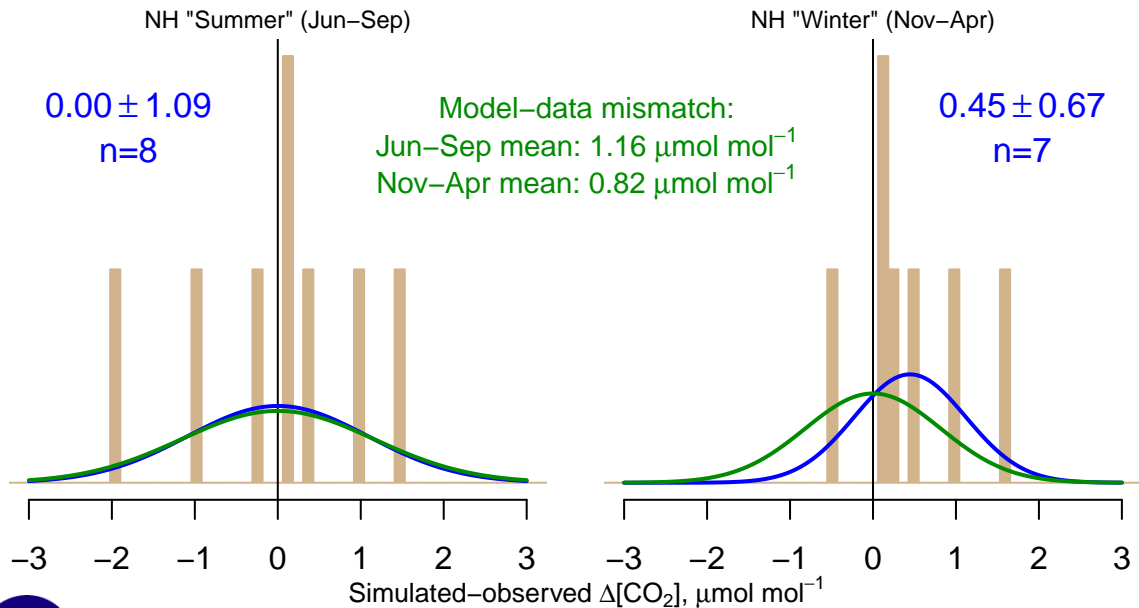 NH "Summer" (Jun−Sep)
NH "Winter" (Nov−Apr)
0.00 ± 1.09
n=8
Model−data mismatch:
Jun−Sep mean: 1.16 μmol mol⁻¹
Nov−Apr mean: 0.82 μmol mol⁻¹
0.45 ± 0.67
n=7
−3 −2 −1 0 1 2 3
−3 −2 −1 0 1 2 3
Simulated−observed Δ[CO₂], μmol mol⁻¹